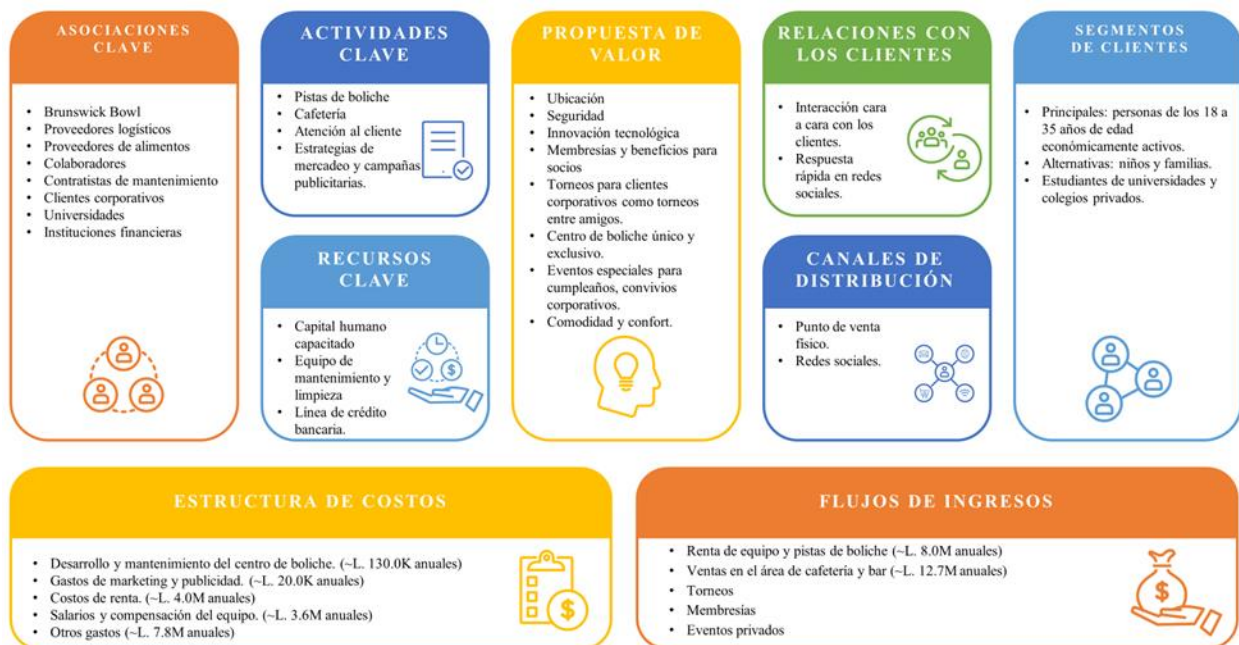 ASOCIACIONES
CLAVE
• Brunswick Bowl
• Proveedores logísticos
• Proveedores de alimentos
• Colaboradores
• Contratistas de mantenimiento
• Clientes corporativos
• Universidades
• Instituciones financieras
ACTIVIDADES
CLAVE
• Pistas de boliche
• Cafetería
• Atención al cliente
• Estrategias de
mercadeo y campañas
publicitarias.
RECURSOS
CLAVE
• Capital humano
capacitado
• Equipo de
mantenimiento y
limpieza
• Línea de crédito
bancaria.
PROPUESTA DE
VALOR
• Ubicación
• Seguridad
• Innovación tecnológica
• Membresías y beneficios para
socios
• Torneos para clientes
corporativos como torneos
entre amigos.
• Centro de boliche único y
exclusivo.
• Eventos especiales para
cumpleaños, convivios
corporativos.
• Comodidad y confort.
RELACIONES CON
LOS CLIENTES
• Interacción cara
a cara con los
clientes.
• Respuesta
rápida en redes
sociales.
CANALES DE
DISTRIBUCIÓN
• Punto de venta
físico.
• Redes sociales.
SEGMENTOS
DE CLIENTES
• Principales: personas de los 18 a
35 años de edad
económicamente activos.
• Alternativas: niños y familias.
• Estudiantes de universidades y
colegios privados.
ESTRUCTURA DE COSTOS
• Desarrollo y mantenimiento del centro de boliche. (~L. 130.0K anuales)
• Gastos de marketing y publicidad. (~L. 20.0K anuales)
• Costos de renta. (~L. 4.0M anuales)
• Salarios y compensación del equipo. (~L. 3.6M anuales)
• Otros gastos (~L. 7.8M anuales)
FLUJOS DE INGRESOS
• Renta de equipo y pistas de boliche (~L. 8.0M anuales)
• Ventas en el área de cafetería y bar (~L. 12.7M anuales)
• Torneos
• Membresías
• Eventos privados